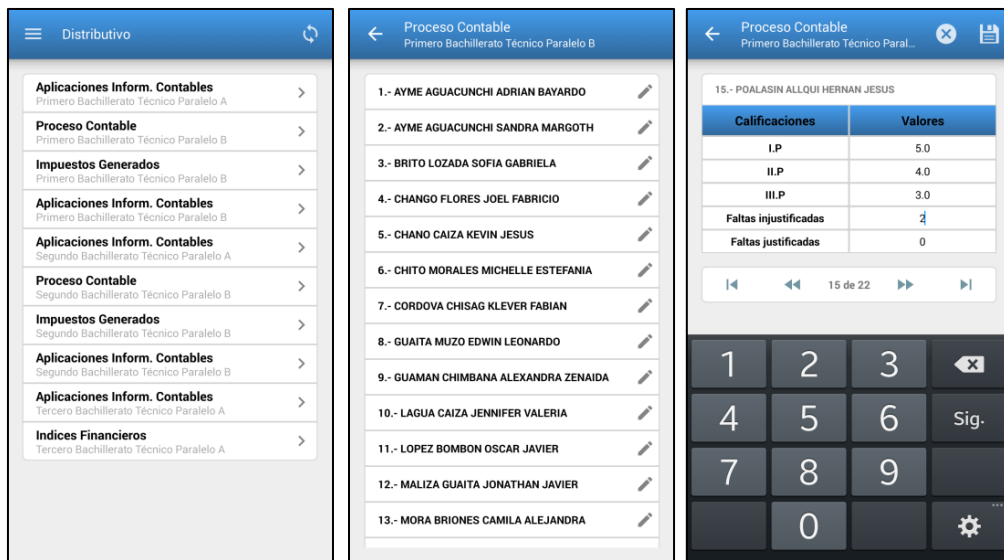 Distributivo
Aplicaciones Inform. Contables
Primero Bachillerato Técnico Paralelo A
Proceso Contable
Primero Bachillerato Técnico Paralelo B
Impuestos Generados
Primero Bachillerato Técnico Paralelo B
Aplicaciones Inform. Contables
Primero Bachillerato Técnico Paralelo B
Aplicaciones Inform. Contables
Segundo Bachillerato Técnico Paralelo A
Proceso Contable
Segundo Bachillerato Técnico Paralelo B
Impuestos Generados
Segundo Bachillerato Técnico Paralelo B
Aplicaciones Inform. Contables
Segundo Bachillerato Técnico Paralelo B
Aplicaciones Inform. Contables
Tercero Bachillerato Técnico Paralelo A
Indices Financieros
Tercero Bachillerato Técnico Paralelo A
Proceso Contable
Primero Bachillerato Técnico Paralelo B
1.- AYME AGUACUNCHI ADRIAN BAYARDO
2.- AYME AGUACUNCHI SANDRA MARGOTH
3.- BRITO LOZADA SOFIA GABRIELA
4.- CHANGO FLORES JOEL FABRICIO
5.- CHANO CAIZA KEVIN JESUS
6.- CHITO MORALES MICHELLE ESTEFANIA
7.- CORDOVA CHISAG KLEVER FABIAN
8.- GUAITA MUZO EDWIN LEONARDO
9.- GUAMAN CHIMBANA ALEXANDRA ZENAIDA
10.- LAGUA CAIZA JENNIFER VALERIA
11.- LOPEZ BOMBON OSCAR JAVIER
12.- MALIZA GUAITA JONATHAN JAVIER
13.- MORA BRIONES CAMILA ALEJANDRA
Proceso Contable
Primero Bachillerato Técnico Paral...
15.- POALASIN ALLQUI HERNAN JESUS
Calificaciones Valores
I.P 5.0
II.P 4.0
III.P 3.0
Faltas injustificadas 2
Faltas justificadas 0
15 de 22
1 2 3
4 5 6 Sig.
7 8 9
0